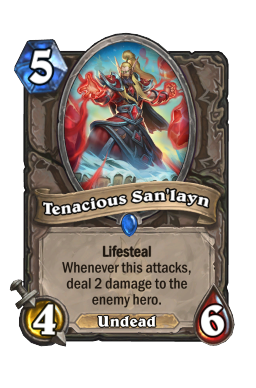 5
Tenacious San'layn
Lifesteal
Whenever this attacks,
deal 2 damage to the
enemy hero.
4
Undead
6